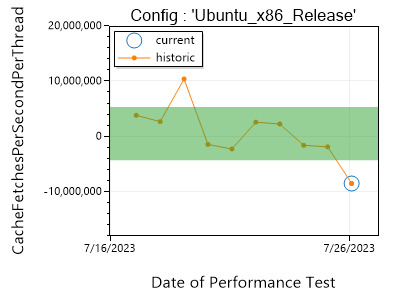 Config : 'Ubuntu_x86_Release'
CacheFetchesPerSecondPerThread
20,000,000
10,000,000
0
-10,000,000
current
historic
7/16/2023
7/26/2023
Date of Performance Test